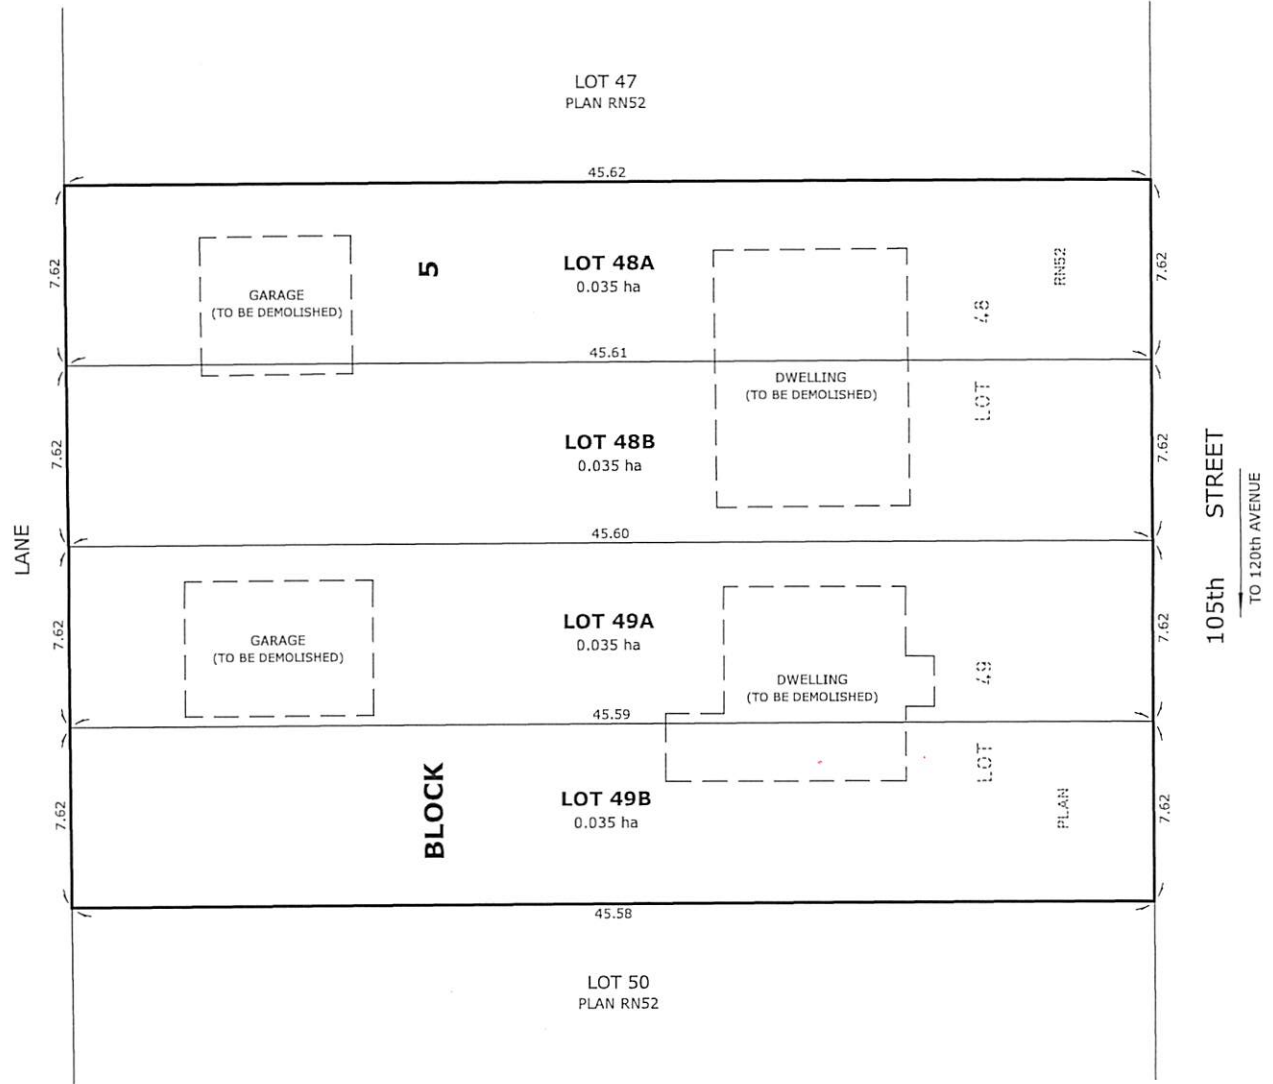 LOT 47
PLAN RN52
45.62
7.62
GARAGE
(TO BE DEMOLISHED)
5
LOT 48A
0.035 ha
RN52
48
7.62
45.61
7.62
LOT 48B
0.035 ha
DWELLING
(TO BE DEMOLISHED)
LOT
7.62
45.60
LANE
105th STREET
TO 120th AVENUE
7.62
GARAGE
(TO BE DEMOLISHED)
LOT 49A
0.035 ha
DWELLING
(TO BE DEMOLISHED)
49
7.62
45.59
7.62
BLOCK
LOT 49B
0.035 ha
LOT
PLAN
7.62
45.58
LOT 50
PLAN RN52